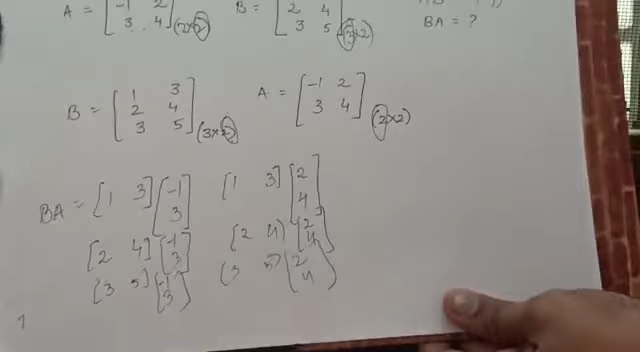 A = [-1 2 B = [2 4
3 4](2×2) 3 5](3×2) BA = ?
B = [1 3 A = [-1 2
2 4 3 4](2×2)
3 5](3×2)
BA = [1 3][-1 3] [1 3][2 4]
[2 4][-1 3] [2 4][2 4]
[3 5][-1 3] [3 5][2 4]